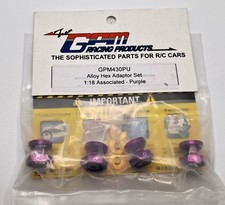 GPM
RACING PRODUCTS
THE SOPHISTICATED PARTS FOR R/C CARS
GPM430PU
Alloy Hex Adaptor Set
1:18 Associated - Purple
IMPORTANT